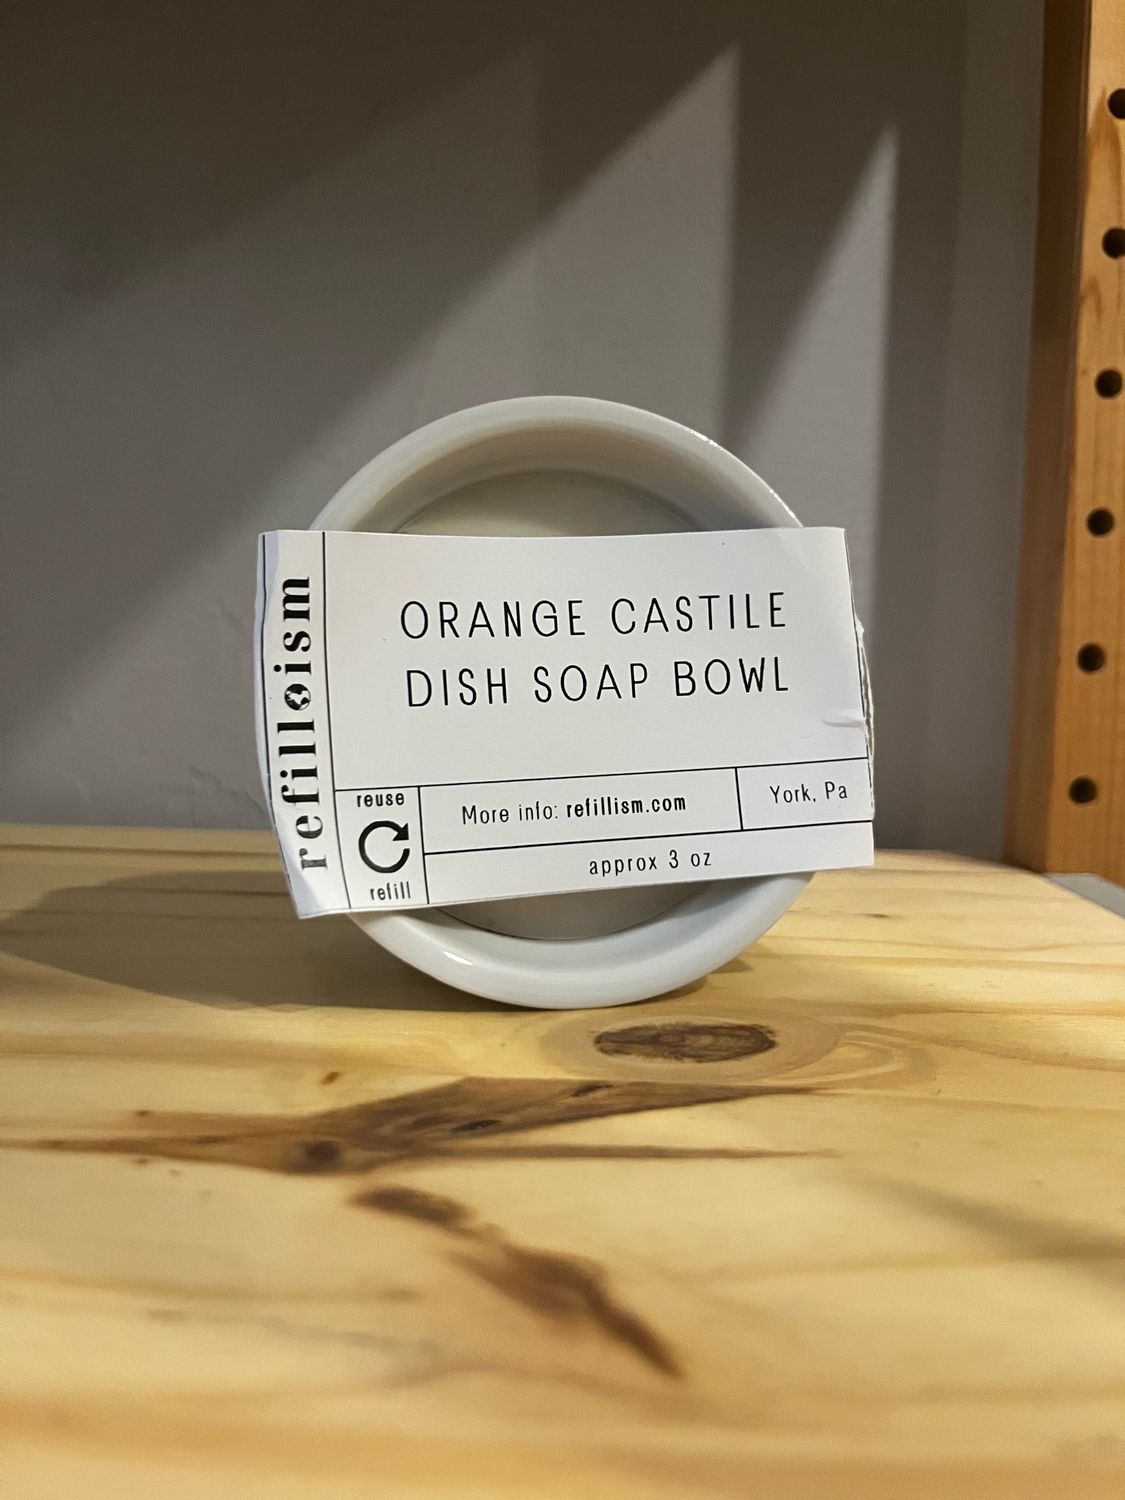 refillism
ORANGE CASTILE
DISH SOAP BOWL
reuse
refill
More info: refillism.com
York, Pa
approx 3 oz